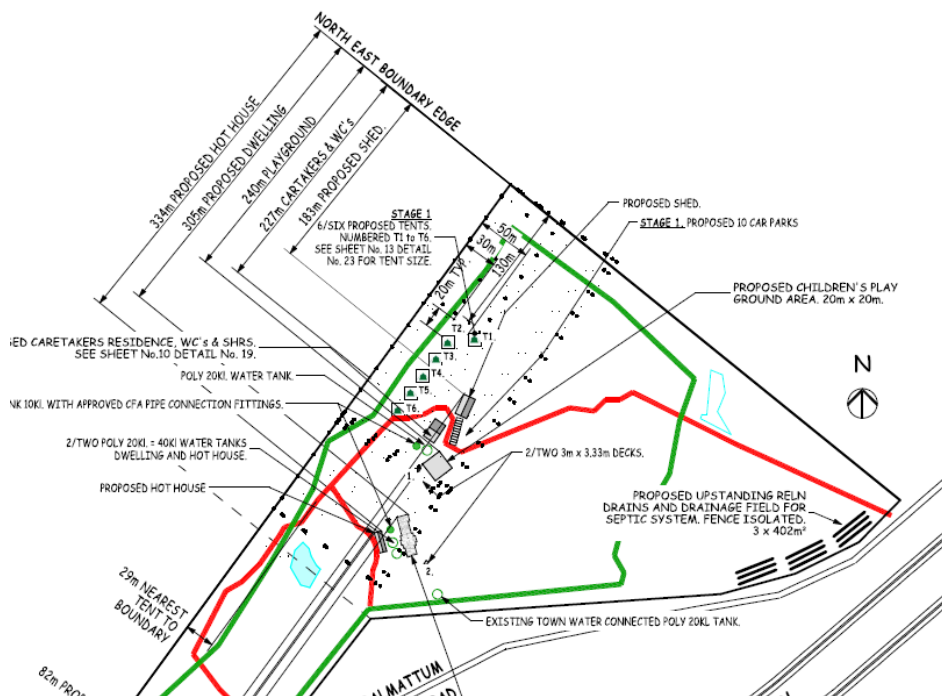 NORTH EAST BOUNDARY EDGE
334m PROPOSED HOT HOUSE
305m PROPOSED DWELLING
240m PLAYGROUND
227m CARTAKERS & WC's
183m PROPOSED SHED.
STAGE 1
6/SIX PROPOSED TENTS.
NUMBERED T1 to T6.
SEE SHEET No. 13 DETAIL
No. 23 FOR TENT SIZE.
50m
30m
130m
20m TYP.
PROPOSED SHED.
STAGE 1. PROPOSED 10 CAR PARKS
PROPOSED CHILDREN'S PLAY
GROUND AREA. 20m x 20m.
N
T2.
T1
T3.
T4.
T5.
T6.
CARETAKERS RESIDENCE, WC's & SHRS.
SEE SHEET No.10 DETAIL No. 19.
POLY 20Kl. WATER TANK.
10Kl. WITH APPROVED CFA PIPE CONNECTION FITTINGS.
2/TWO POLY 20Kl. = 40Kl WATER TANKS
DWELLING AND HOT HOUSE.
PROPOSED HOT HOUSE
2/TWO 3m x 3.33m DECKS.
1.
2.
PROPOSED UPSTANDING RELN
DRAINS AND DRAINAGE FIELD FOR
SEPTIC SYSTEM. FENCE ISOLATED.
3 x 402m²
29m NEAREST
TENT TO
BOUNDARY
EXISTING TOWN WATER CONNECTED POLY 20KL TANK.
82m
MATTUM